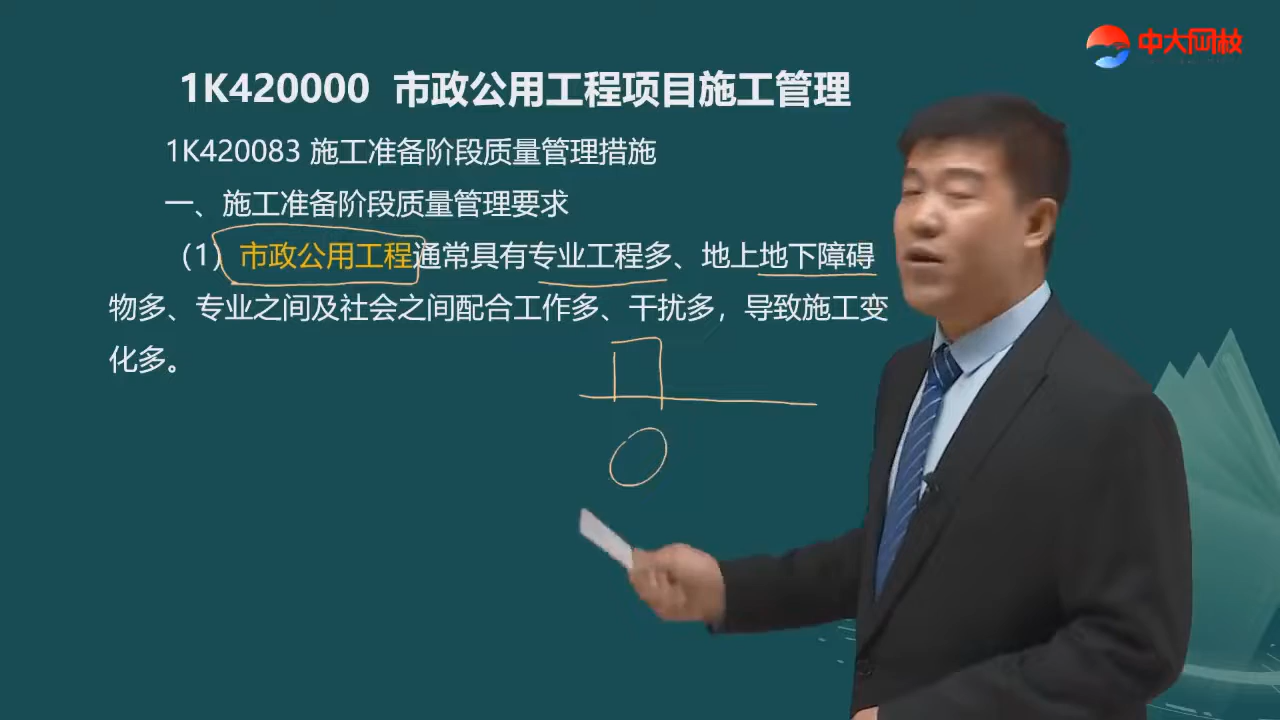 中大网校
1K420000 市政公用工程项目施工管理
1K420083 施工准备阶段质量管理措施
一、施工准备阶段质量管理要求
（1）市政公用工程通常具有专业工程多、地上地下障碍
物多、专业之间及社会之间配合工作多、干扰多，导致施工变
化多。